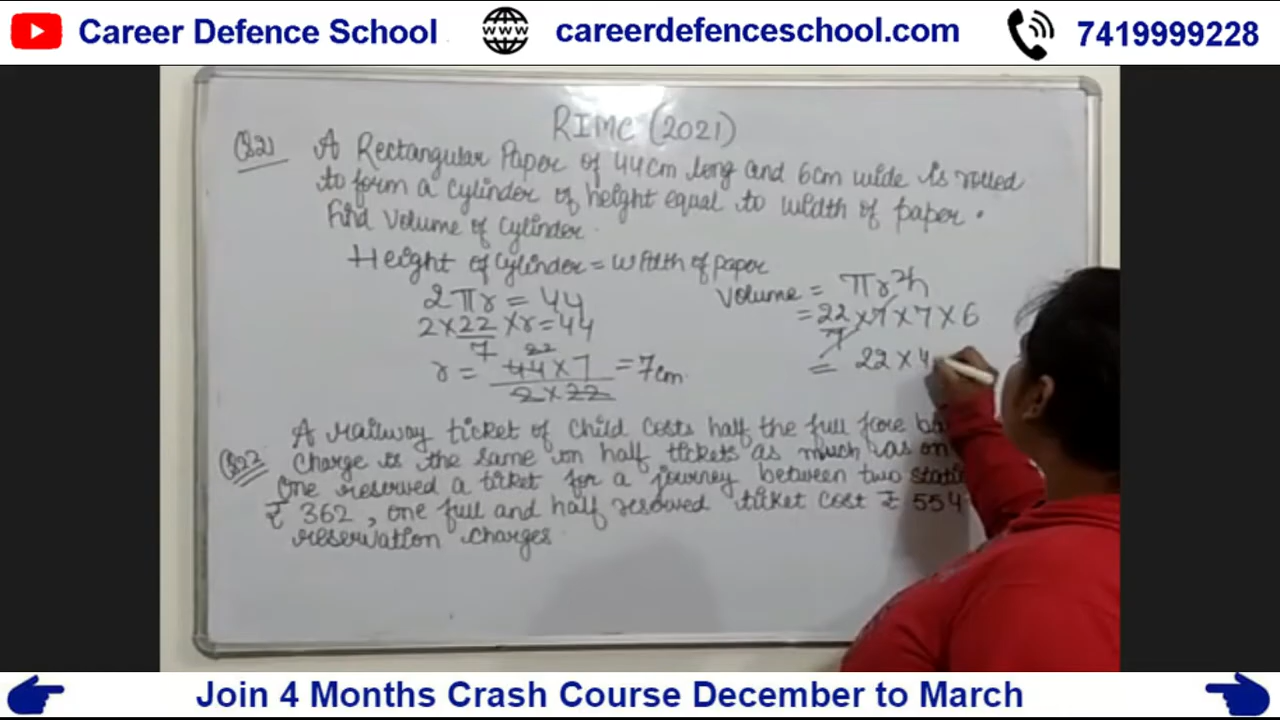 Career Defence School
www
careerdefenceschool.com
7419999228
RIMC (2021)
Q21 A Rectangular Paper of 44cm long and 6cm wide is rolled
to form a cylinder of height equal to width of paper.
Find Volume of Cylinder.
Height of Cylinder = width of paper
2πr = 44
2×22/7 ×r=44
r = 44×7/2×22 = 7cm
22
Volume = πr²h
= 22/7 ×7×7×6
= 22×4
Q22 A railway ticket of Child costs half the full fare
charge is the same on half tickets as much as on
One reserved a ticket for a journey between two
₹ 362, one full and half reserved ticket cost ₹ 554
reservation charges
Join 4 Months Crash Course December to March